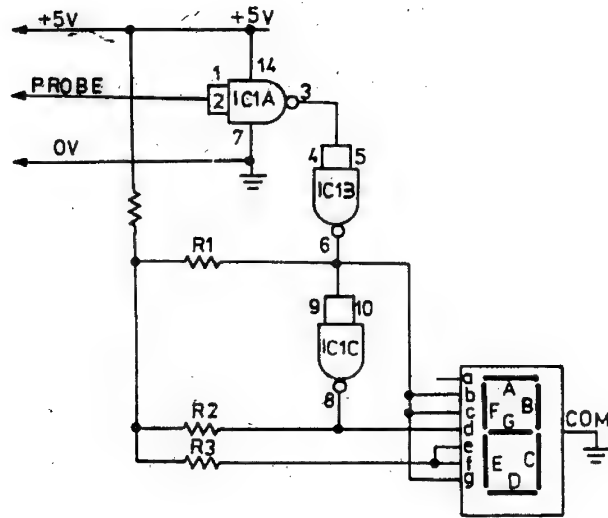 +5V +5V
14
1
PROBE IC1A 3
2
7
0V
4 5
IC1B
6
R1
9 10
IC1C
8
a A
b
F B
c COM
R2 G
d
R3 e
f E C
g D